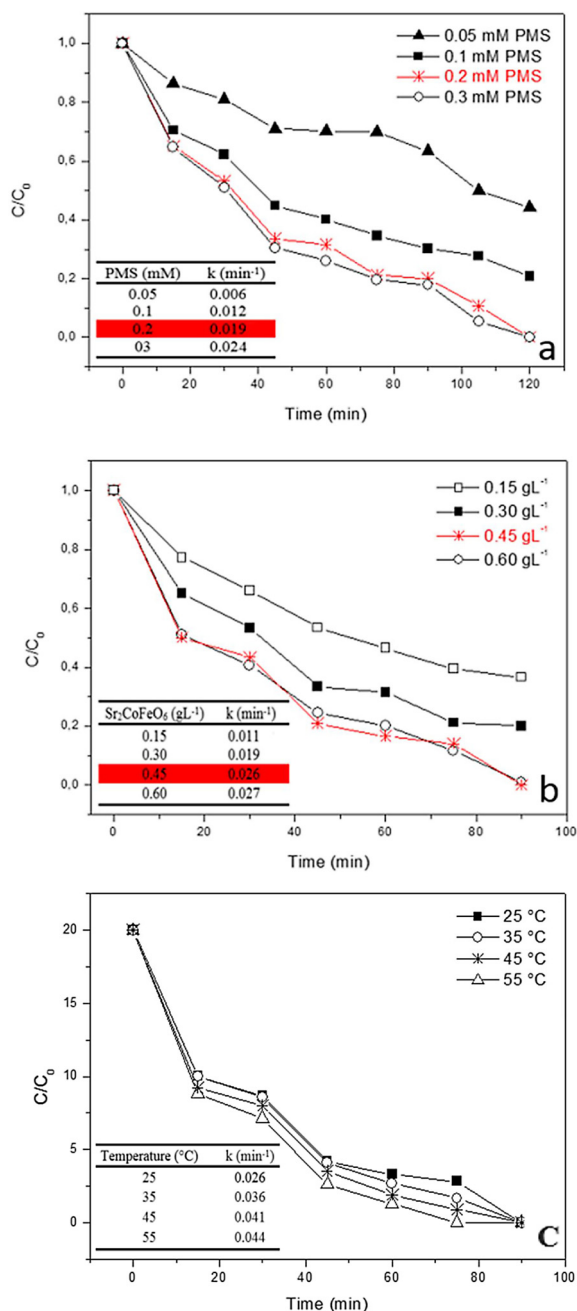 1,0
0,8
0,6
0,4
0,2
0,0
C/C₀
0.05 mM PMS
0.1 mM PMS
0.2 mM PMS
0.3 mM PMS
PMS (mM) k (min⁻¹)
0.05 0.006
0.1 0.012
0.2 0.019
03 0.024
a
0 20 40 60 80 100 120
Time (min)
1,0
0,8
0,6
0,4
0,2
0,0
C/C₀
0.15 gL⁻¹
0.30 gL⁻¹
0.45 gL⁻¹
0.60 gL⁻¹
Sr₂CoFeO₆ (gL⁻¹) k (min⁻¹)
0.15 0.011
0.30 0.019
0.45 0.026
0.60 0.027
b
0 20 40 60 80 100
Time (min)
20
15
10
5
0
C/C₀
25 °C
35 °C
45 °C
55 °C
Temperature (°C) k (min⁻¹)
25 0.026
35 0.036
45 0.041
55 0.044
C
0 20 40 60 80 100
Time (min)